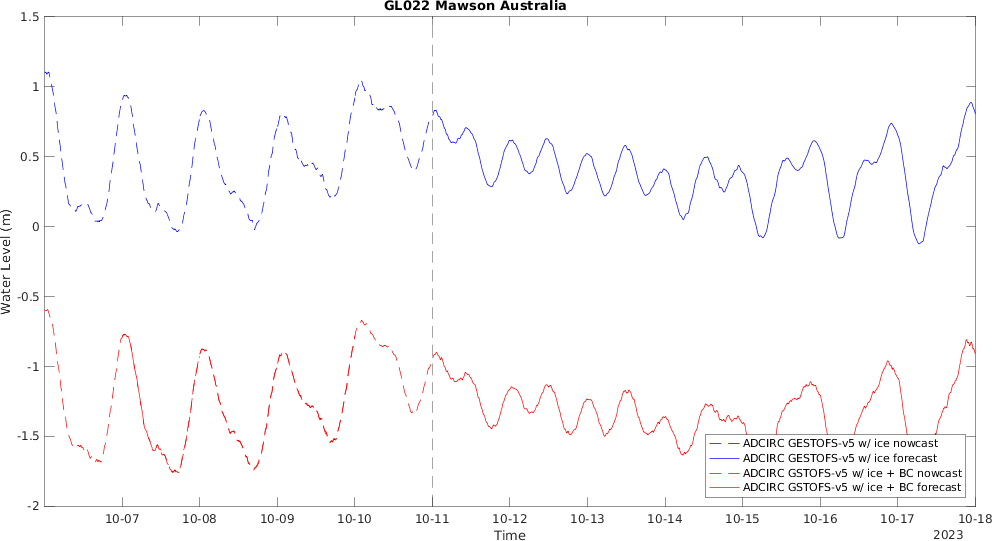 GL022 Mawson Australia
Water Level (m)
1.5
1
0.5
0
-0.5
-1
-1.5
-2
ADCIRC GESTOFS-v5 w/ ice nowcast
ADCIRC GESTOFS-v5 w/ ice forecast
ADCIRC GSTOFS-v5 w/ ice + BC nowcast
ADCIRC GSTOFS-v5 w/ ice + BC forecast
10-07 10-08 10-09 10-10 10-11 10-12 10-13 10-14 10-15 10-16 10-17 10-18
Time
2023